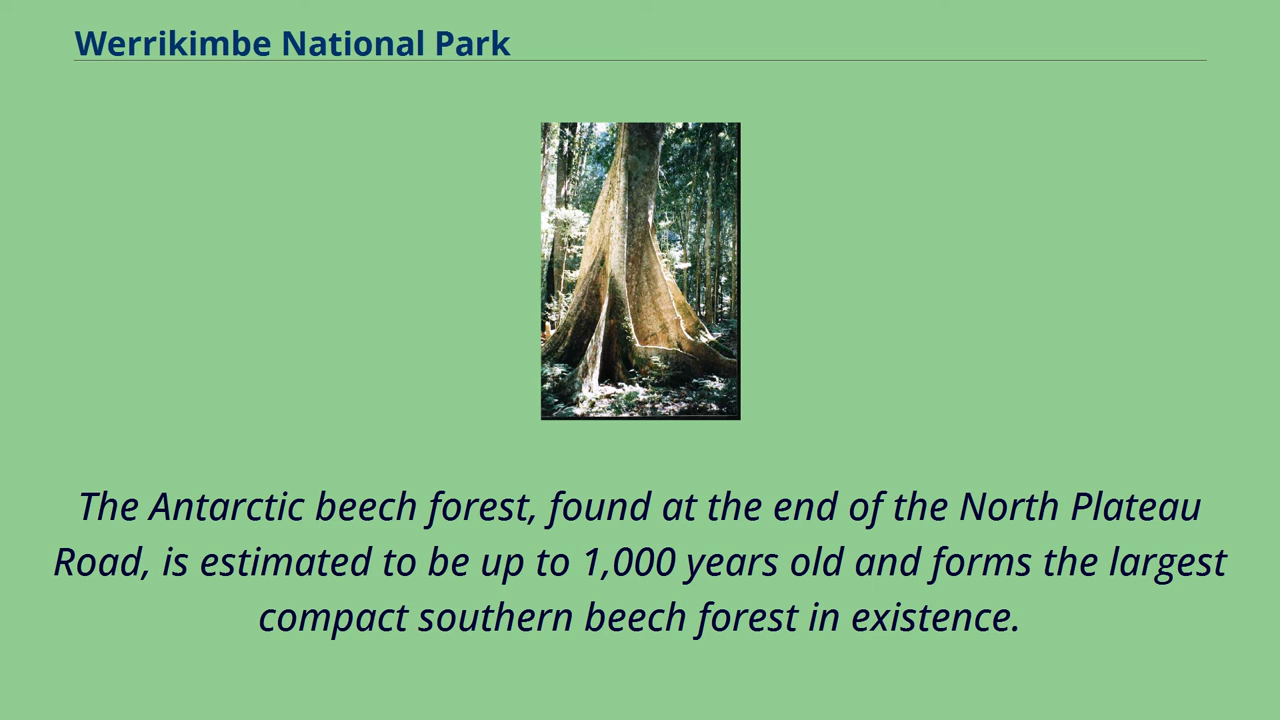 Werrikimbe National Park
The Antarctic beech forest, found at the end of the North Plateau
Road, is estimated to be up to 1,000 years old and forms the largest
compact southern beech forest in existence.